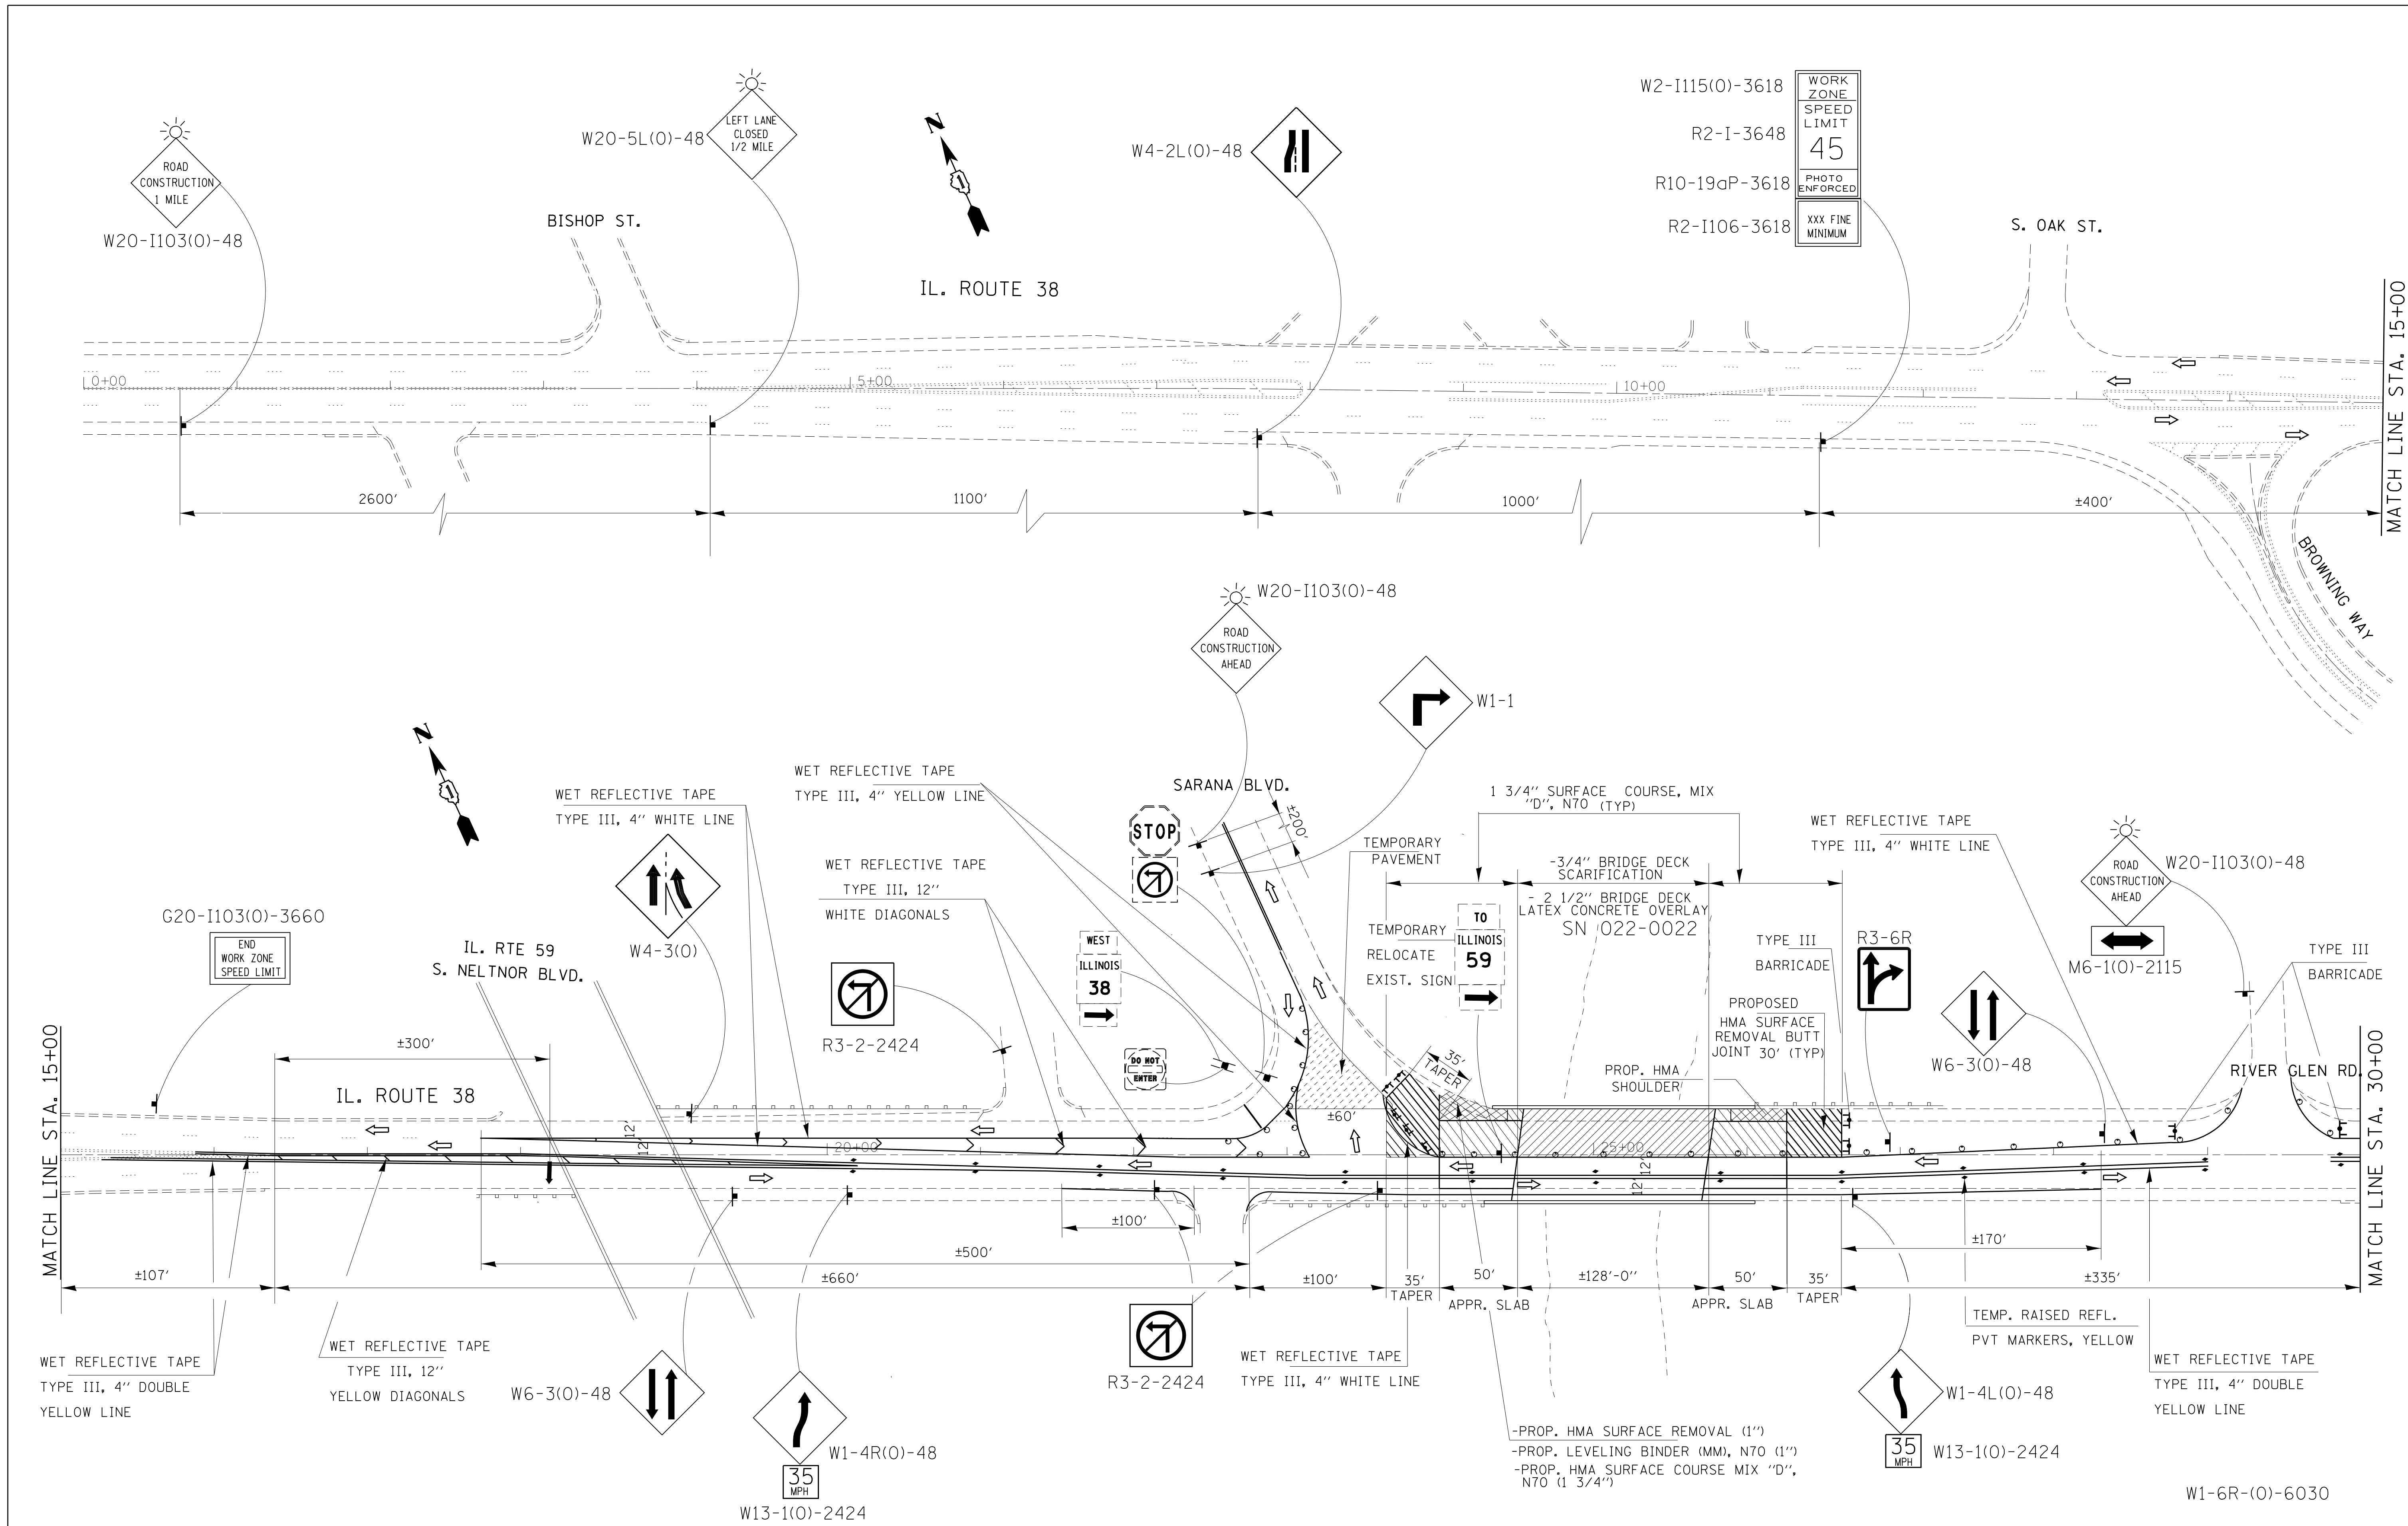 ROAD
CONSTRUCTION
1 MILE
W20-I103(O)-48
BISHOP ST.
W20-5L(O)-48
LEFT LANE
CLOSED
1/2 MILE
N
IL. ROUTE 38
W4-2L(O)-48
W2-I115(O)-3618
R2-I-3648
R10-19aP-3618
R2-I106-3618
WORK
ZONE
SPEED
LIMIT
45
PHOTO
ENFORCED
XXX FINE
MINIMUM
S. OAK ST.
0+00
5+00
10+00
MATCH LINE STA. 15+00
2600'
1100'
1000'
±400'
BROWNING WAY
W20-I103(O)-48
ROAD
CONSTRUCTION
AHEAD
W1-1
N
WET REFLECTIVE TAPE
TYPE III, 4" WHITE LINE
WET REFLECTIVE TAPE
TYPE III, 4" YELLOW LINE
SARANA BLVD.
±200'
STOP
1 3/4" SURFACE COURSE, MIX
"D", N70 (TYP)
WET REFLECTIVE TAPE
TYPE III, 4" WHITE LINE
TEMPORARY
PAVEMENT
-3/4" BRIDGE DECK
SCARIFICATION
- 2 1/2" BRIDGE DECK
LATEX CONCRETE OVERLAY
SN 022-0022
WET REFLECTIVE TAPE
TYPE III, 12"
WHITE DIAGONALS
G20-I103(O)-3660
END
WORK ZONE
SPEED LIMIT
IL. RTE 59
S. NELTNOR BLVD.
W4-3(O)
R3-2-2424
WEST
ILLINOIS
38
DO NOT
ENTER
TEMPORARY
RELOCATE
EXIST. SIGN
TO
ILLINOIS
59
TYPE III
BARRICADE
R3-6R
ROAD
CONSTRUCTION
AHEAD
W20-I103(O)-48
M6-1(O)-2115
TYPE III
BARRICADE
PROPOSED
HMA SURFACE
REMOVAL BUTT
JOINT 30' (TYP)
W6-3(O)-48
35'
TAPER
PROP. HMA
SHOULDER
RIVER GLEN RD.
MATCH LINE STA. 15+00
±300'
IL. ROUTE 38
12'
12'
20+00
±60'
25+00
12'
12'
MATCH LINE STA. 30+00
±100'
±170'
±500'
±107'
±660'
±100'
35'
TAPER
50'
APPR. SLAB
±128'-0"
50'
APPR. SLAB
35'
TAPER
±335'
WET REFLECTIVE TAPE
TYPE III, 4" DOUBLE
YELLOW LINE
WET REFLECTIVE TAPE
TYPE III, 12"
YELLOW DIAGONALS
W6-3(O)-48
W1-4R(O)-48
35
MPH
W13-1(O)-2424
R3-2-2424
WET REFLECTIVE TAPE
TYPE III, 4" WHITE LINE
-PROP. HMA SURFACE REMOVAL (1")
-PROP. LEVELING BINDER (MM), N70 (1")
-PROP. HMA SURFACE COURSE MIX "D",
N70 (1 3/4")
TEMP. RAISED REFL.
PVT MARKERS, YELLOW
WET REFLECTIVE TAPE
TYPE III, 4" DOUBLE
YELLOW LINE
W1-4L(O)-48
35
MPH
W13-1(O)-2424
W1-6R-(O)-6030